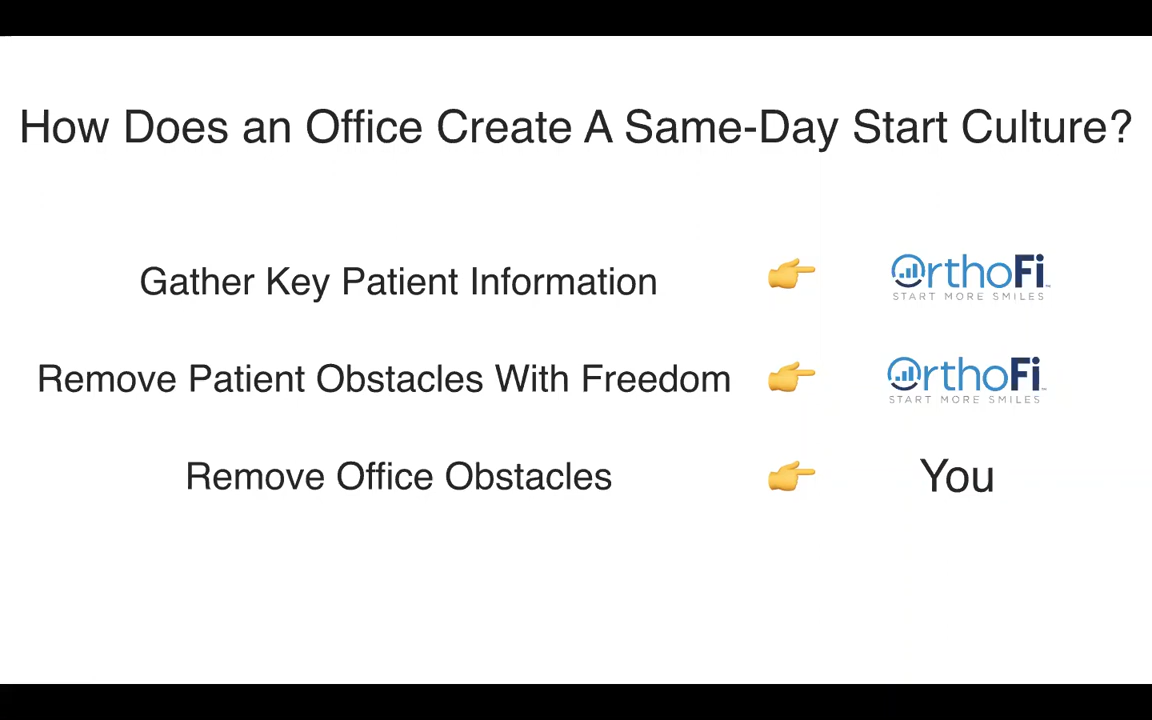 How Does an Office Create A Same-Day Start Culture?
Gather Key Patient Information 👉 OrthoFi
START MORE SMILES
Remove Patient Obstacles With Freedom 👉 OrthoFi
START MORE SMILES
Remove Office Obstacles 👉 You